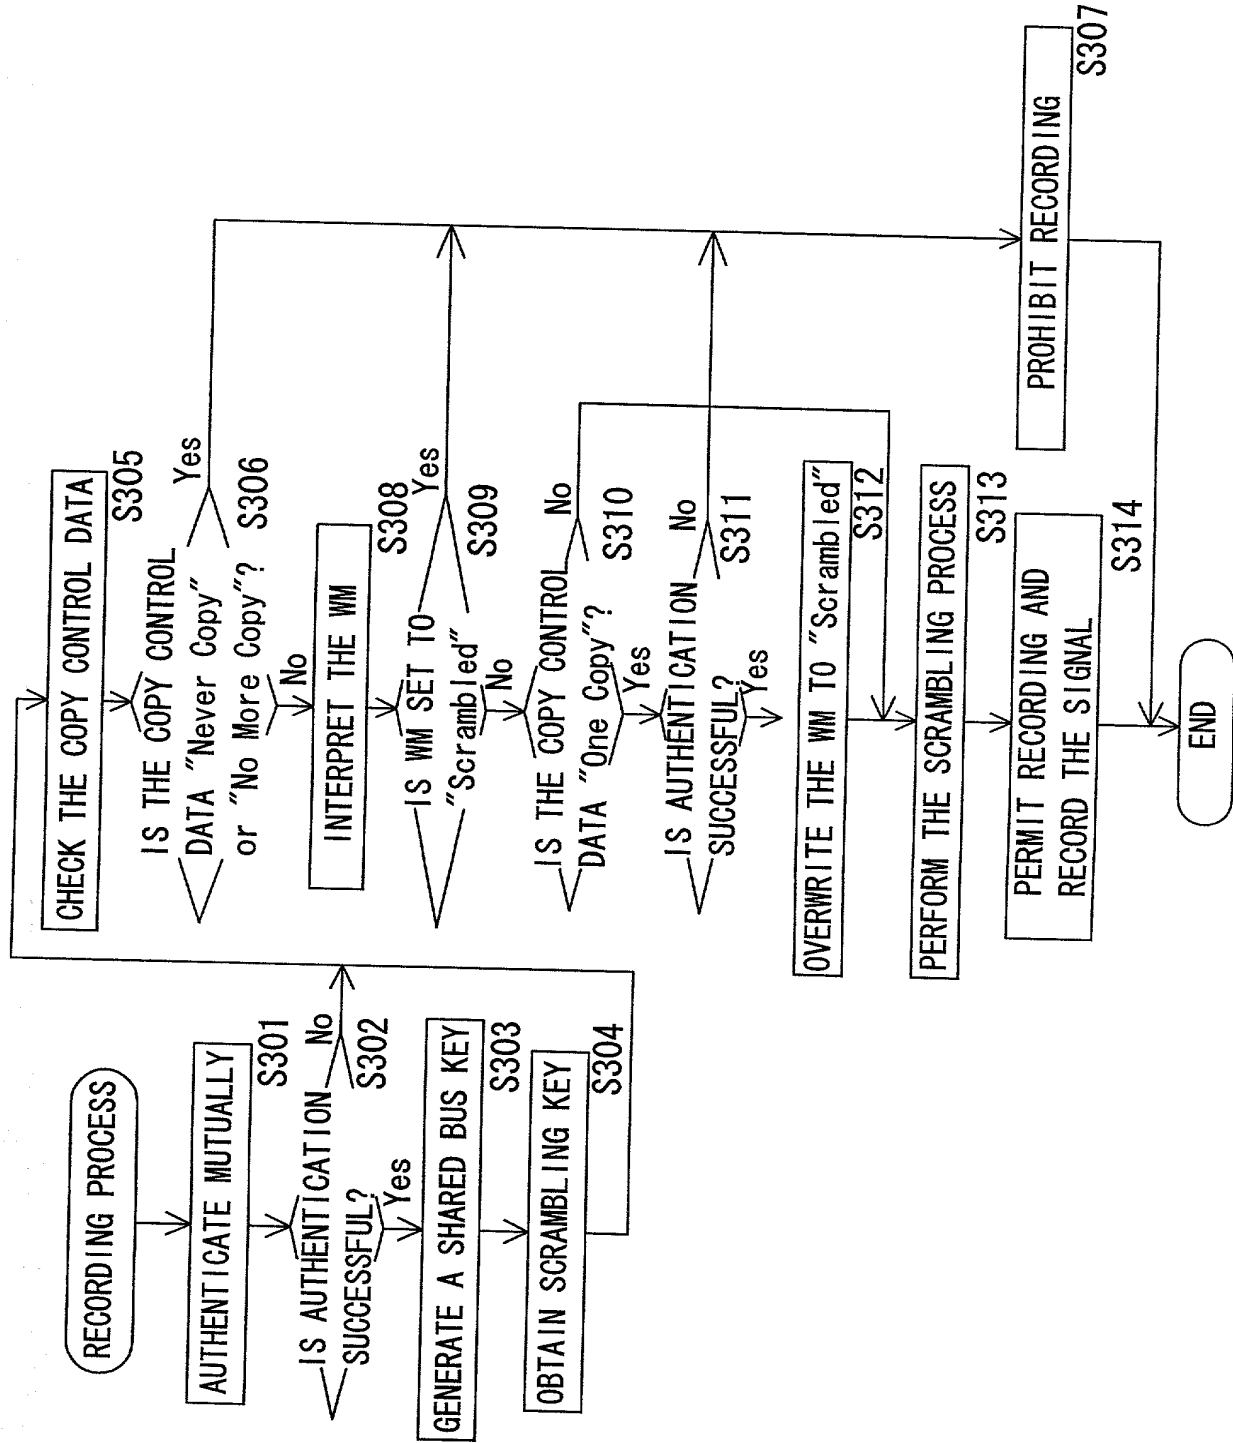 RECORDING PROCESS
AUTHENTICATE MUTUALLY
S301
IS AUTHENTICATION
SUCCESSFUL?
No
S302
Yes
GENERATE A SHARED BUS KEY
S303
OBTAIN SCRAMBLING KEY
S304
CHECK THE COPY CONTROL DATA
S305
IS THE COPY CONTROL
DATA "Never Copy"
or "No More Copy"?
Yes
S306
No
INTERPRET THE WM
S308
IS WM SET TO
"Scrambled"
Yes
S309
No
IS THE COPY CONTROL
DATA "One Copy"?
No
S310
Yes
IS AUTHENTICATION
SUCCESSFUL?
No
S311
Yes
OVERWRITE THE WM TO "Scrambled"
S312
PERFORM THE SCRAMBLING PROCESS
S313
PERMIT RECORDING AND
RECORD THE SIGNAL
S314
PROHIBIT RECORDING
S307
END